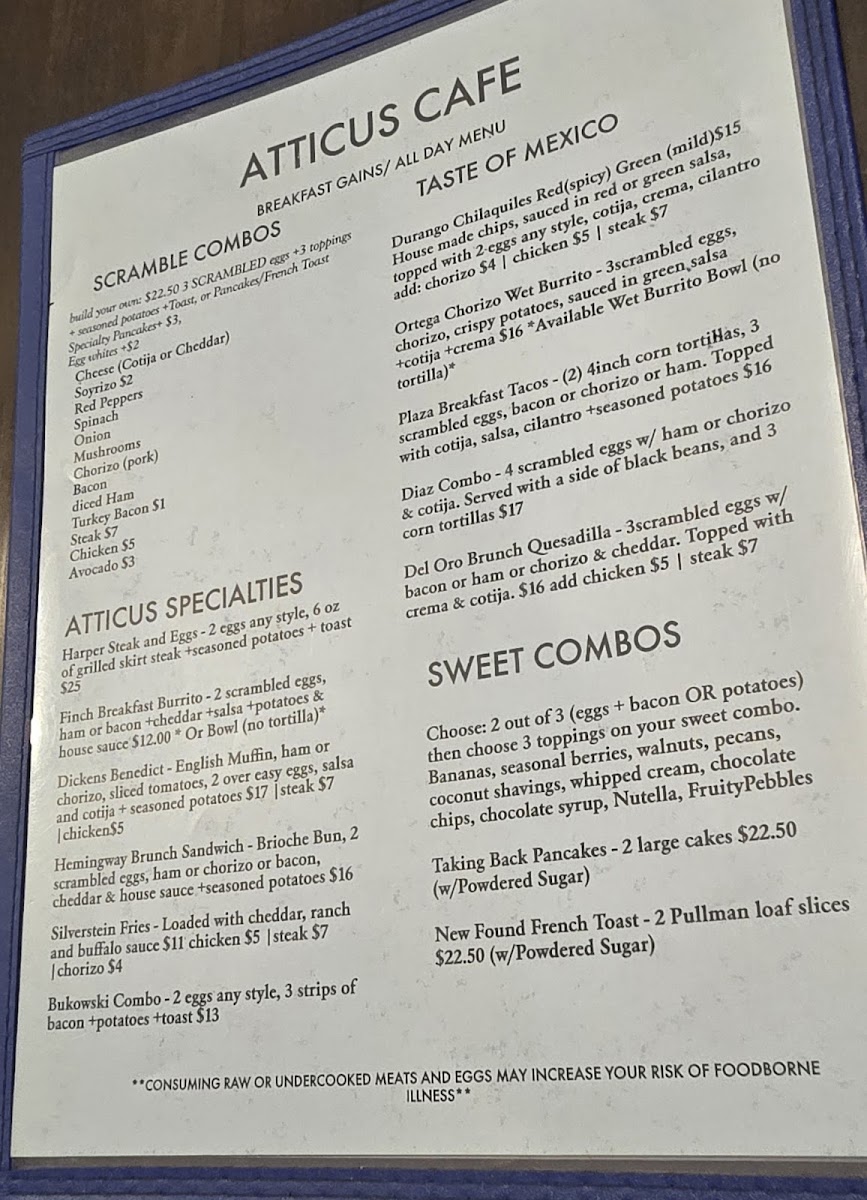 ATTICUS CAFE
BREAKFAST GAINS/ ALL DAY MENU
SCRAMBLE COMBOS
build your own: $22.50 3 SCRAMBLED eggs +3 toppings
+ seasoned potatoes +Toast, or Pancakes/French Toast
Specialty Pancakes+ $3,
Egg whites +$2
Cheese (Cotija or Cheddar)
Soyrizo $2
Red Peppers
Spinach
Onion
Mushrooms
Chorizo (pork)
Bacon
diced Ham
Turkey Bacon $1
Steak $7
Chicken $5
Avocado $3
ATTICUS SPECIALTIES
Harper Steak and Eggs - 2 eggs any style, 6 oz
of grilled skirt steak +seasoned potatoes + toast
$25
Finch Breakfast Burrito - 2 scrambled eggs,
ham or bacon +cheddar +salsa +potatoes &
house sauce $12.00 * Or Bowl (no tortilla)*
Dickens Benedict - English Muffin, ham or
chorizo, sliced tomatoes, 2 over easy eggs, salsa
and cotija + seasoned potatoes $17 |steak $7
|chicken$5
Hemingway Brunch Sandwich - Brioche Bun, 2
scrambled eggs, ham or chorizo or bacon,
cheddar & house sauce +seasoned potatoes $16
Silverstein Fries - Loaded with cheddar, ranch
and buffalo sauce $11 chicken $5 |steak $7
|chorizo $4
Bukowski Combo - 2 eggs any style, 3 strips of
bacon +potatoes +toast $13
TASTE OF MEXICO
Durango Chilaquiles Red(spicy) Green (mild)$15
House made chips, sauced in red or green salsa,
topped with 2 eggs any style, cotija, crema, cilantro
add: chorizo $4 | chicken $5 | steak $7
Ortega Chorizo Wet Burrito - 3scrambled eggs,
chorizo, crispy potatoes, sauced in green salsa
+cotija +crema $16 *Available Wet Burrito Bowl (no
tortilla)*
Plaza Breakfast Tacos - (2) 4inch corn tortillas, 3
scrambled eggs, bacon or chorizo or ham. Topped
with cotija, salsa, cilantro +seasoned potatoes $16
Diaz Combo - 4 scrambled eggs w/ ham or chorizo
& cotija. Served with a side of black beans, and 3
corn tortillas $17
Del Oro Brunch Quesadilla - 3scrambled eggs w/
bacon or ham or chorizo & cheddar. Topped with
crema & cotija. $16 add chicken $5 | steak $7
SWEET COMBOS
Choose: 2 out of 3 (eggs + bacon OR potatoes)
then choose 3 toppings on your sweet combo.
Bananas, seasonal berries, walnuts, pecans,
coconut shavings, whipped cream, chocolate
chips, chocolate syrup, Nutella, FruityPebbles
Taking Back Pancakes - 2 large cakes $22.50
(w/Powdered Sugar)
New Found French Toast - 2 Pullman loaf slices
$22.50 (w/Powdered Sugar)
**CONSUMING RAW OR UNDERCOOKED MEATS AND EGGS MAY INCREASE YOUR RISK OF FOODBORNE
ILLNESS**